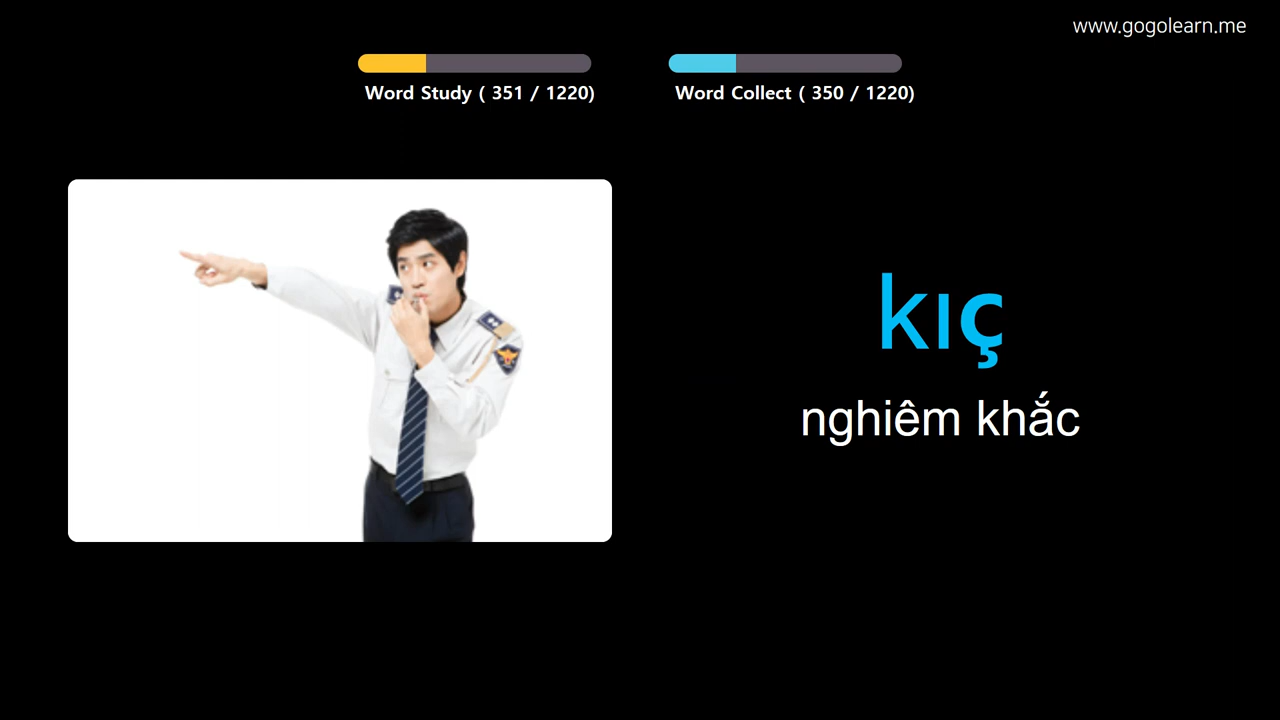 www.gogolearn.me
Word Study ( 351 / 1220)
Word Collect ( 350 / 1220)
kıç
nghiêm khắc